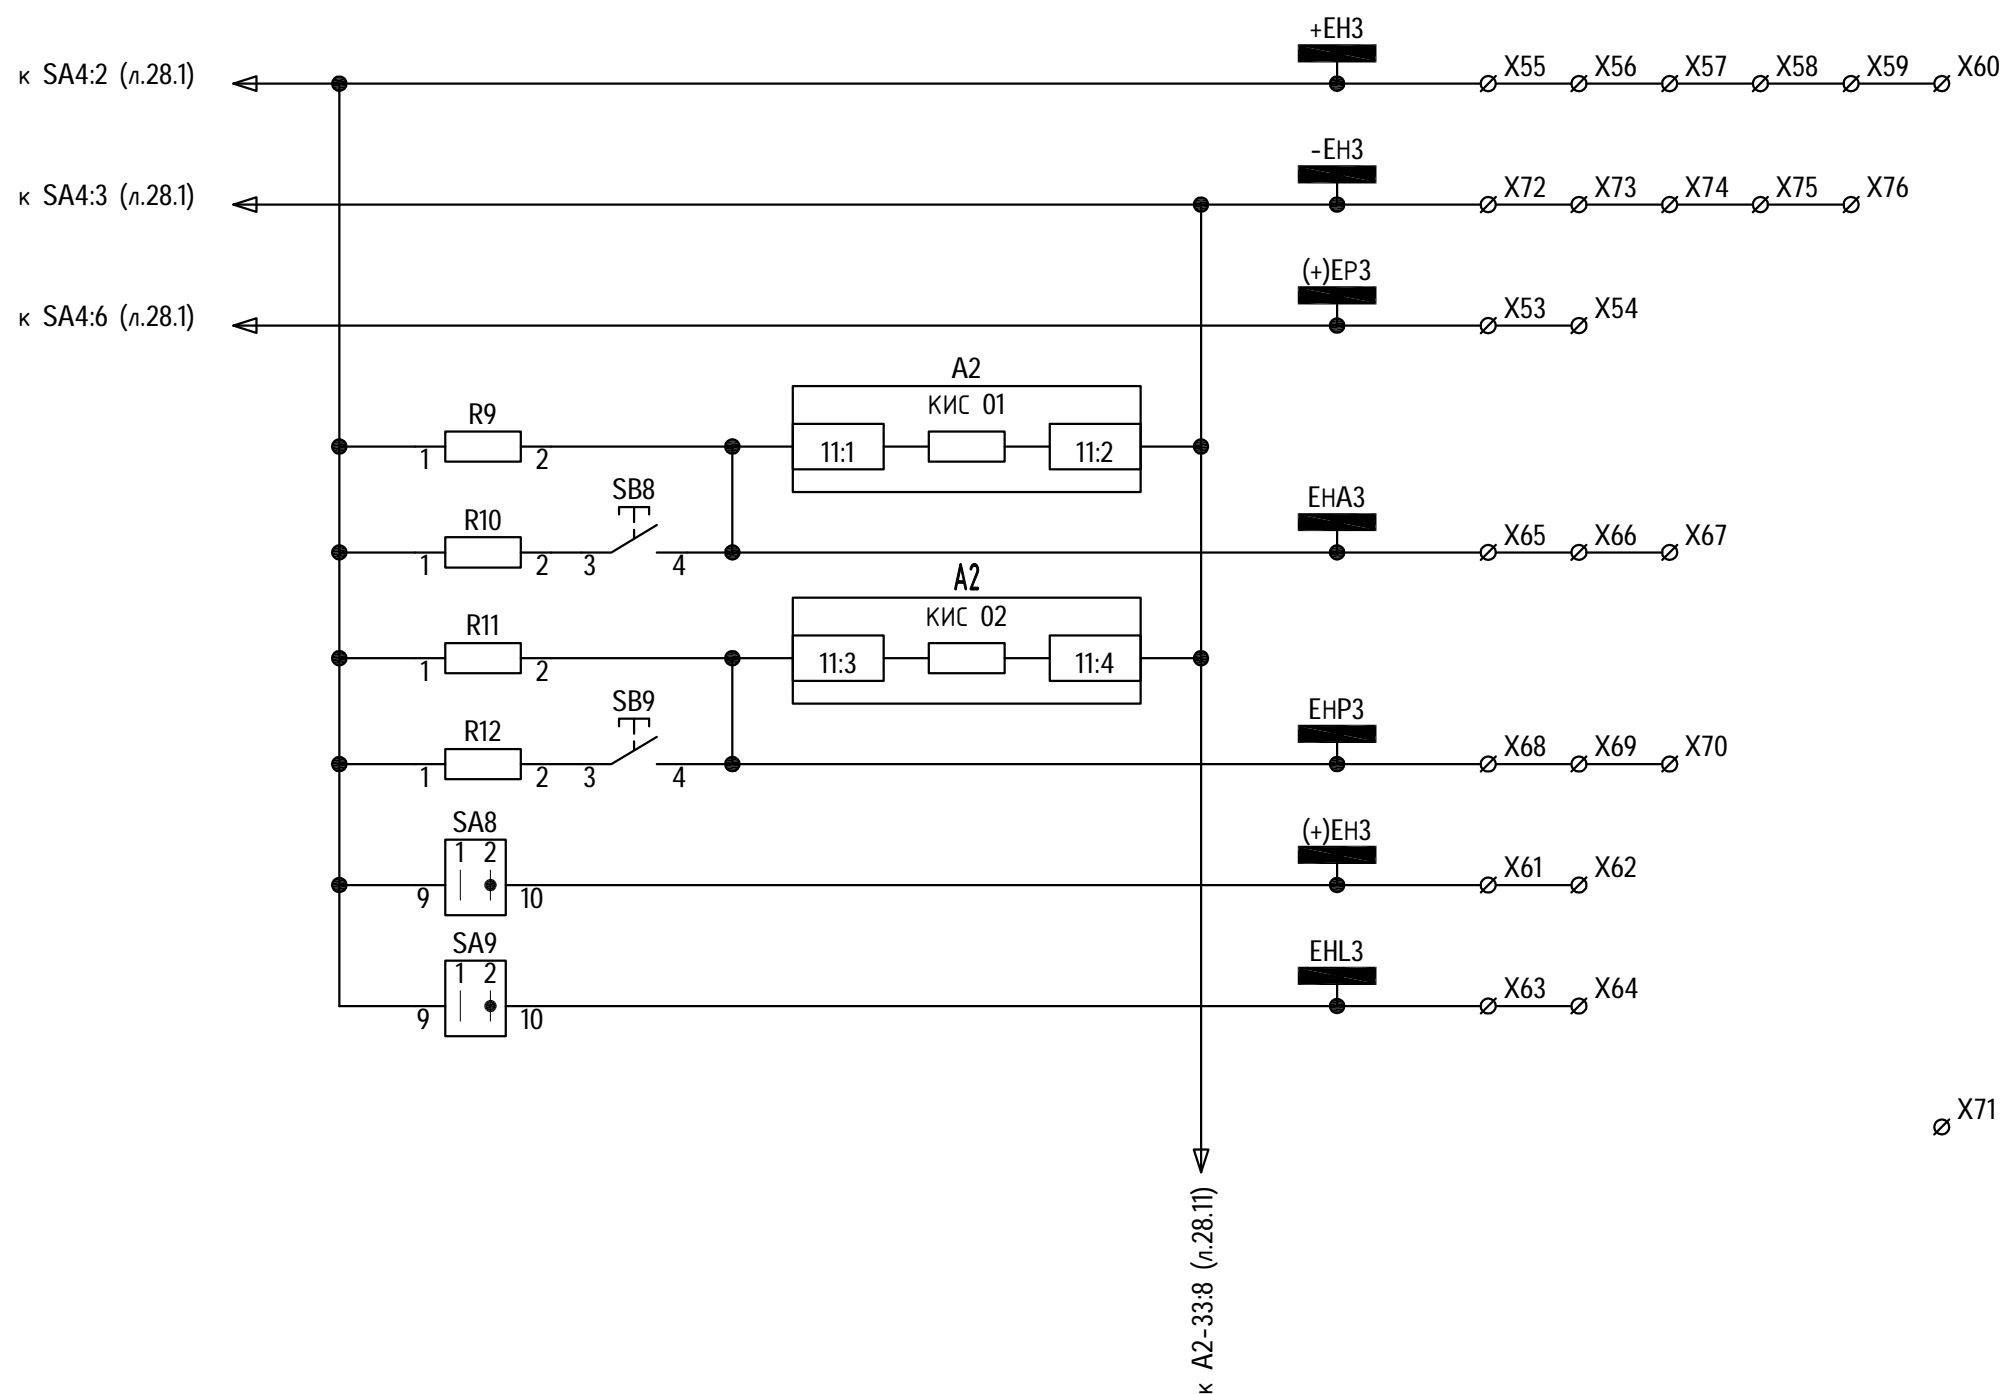 +EH3
к SA4:2 (л.28.1)
X55 X56 X57 X58 X59 X60
-EH3
к SA4:3 (л.28.1)
X72 X73 X74 X75 X76
(+)EP3
к SA4:6 (л.28.1)
X53 X54
A2
КИС 01
R9
1 2
11:1 11:2
SB8
R10
1 2 3 4
EHA3
X65 X66 X67
A2
КИС 02
R11
1 2
11:3 11:4
SB9
R12
1 2 3 4
EHP3
X68 X69 X70
SA8
1 2
9 10
(+)EH3
X61 X62
SA9
1 2
9 10
EHL3
X63 X64
X71
к A2-33:8 (л.28.11)